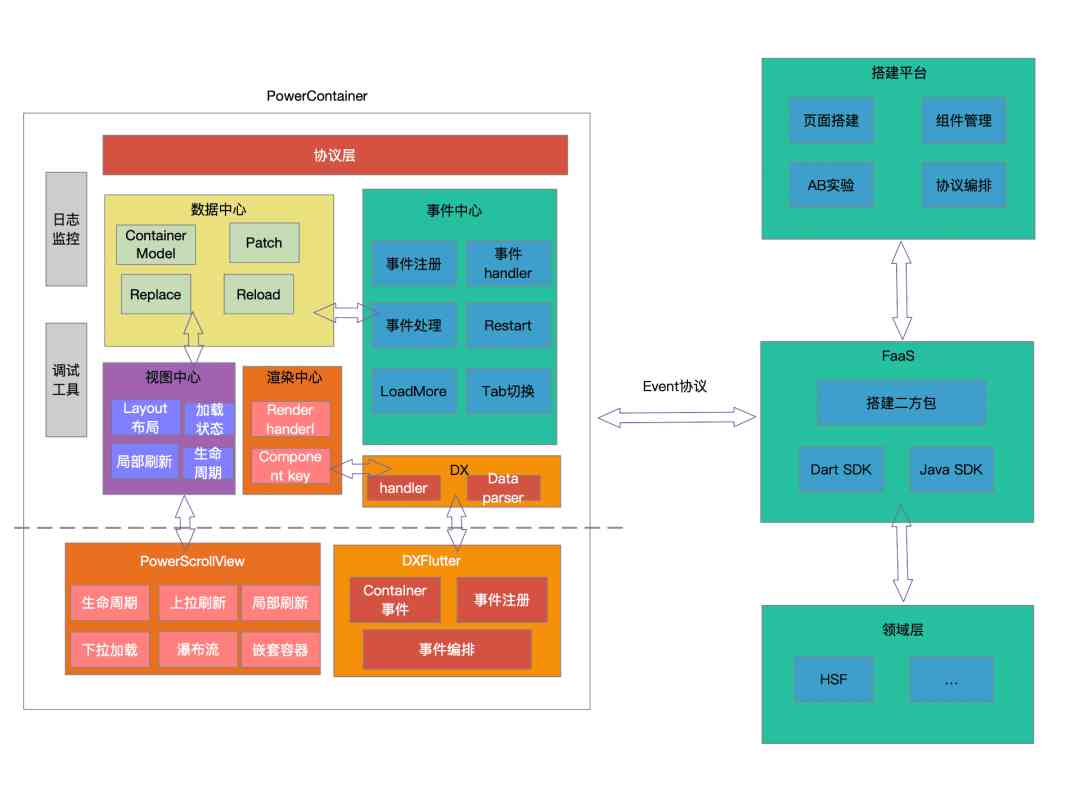 PowerContainer
协议层
日志
监控
调试
工具
数据中心
Container
Model
Patch
Replace
Reload
事件中心
事件注册
事件
handler
事件处理
Restart
LoadMore
Tab切换
视图中心
Layout
布局
加载
状态
局部刷新
生命
周期
渲染中心
Render
handerl
Compone
nt key
DX
handler
Data
parser
PowerScrollView
生命周期
上拉刷新
局部刷新
下拉加载
瀑布流
嵌套容器
DXFlutter
Container
事件
事件注册
事件编排
Event协议
搭建平台
页面搭建
组件管理
AB实验
协议编排
FaaS
搭建二方包
Dart SDK
Java SDK
领域层
HSF
...